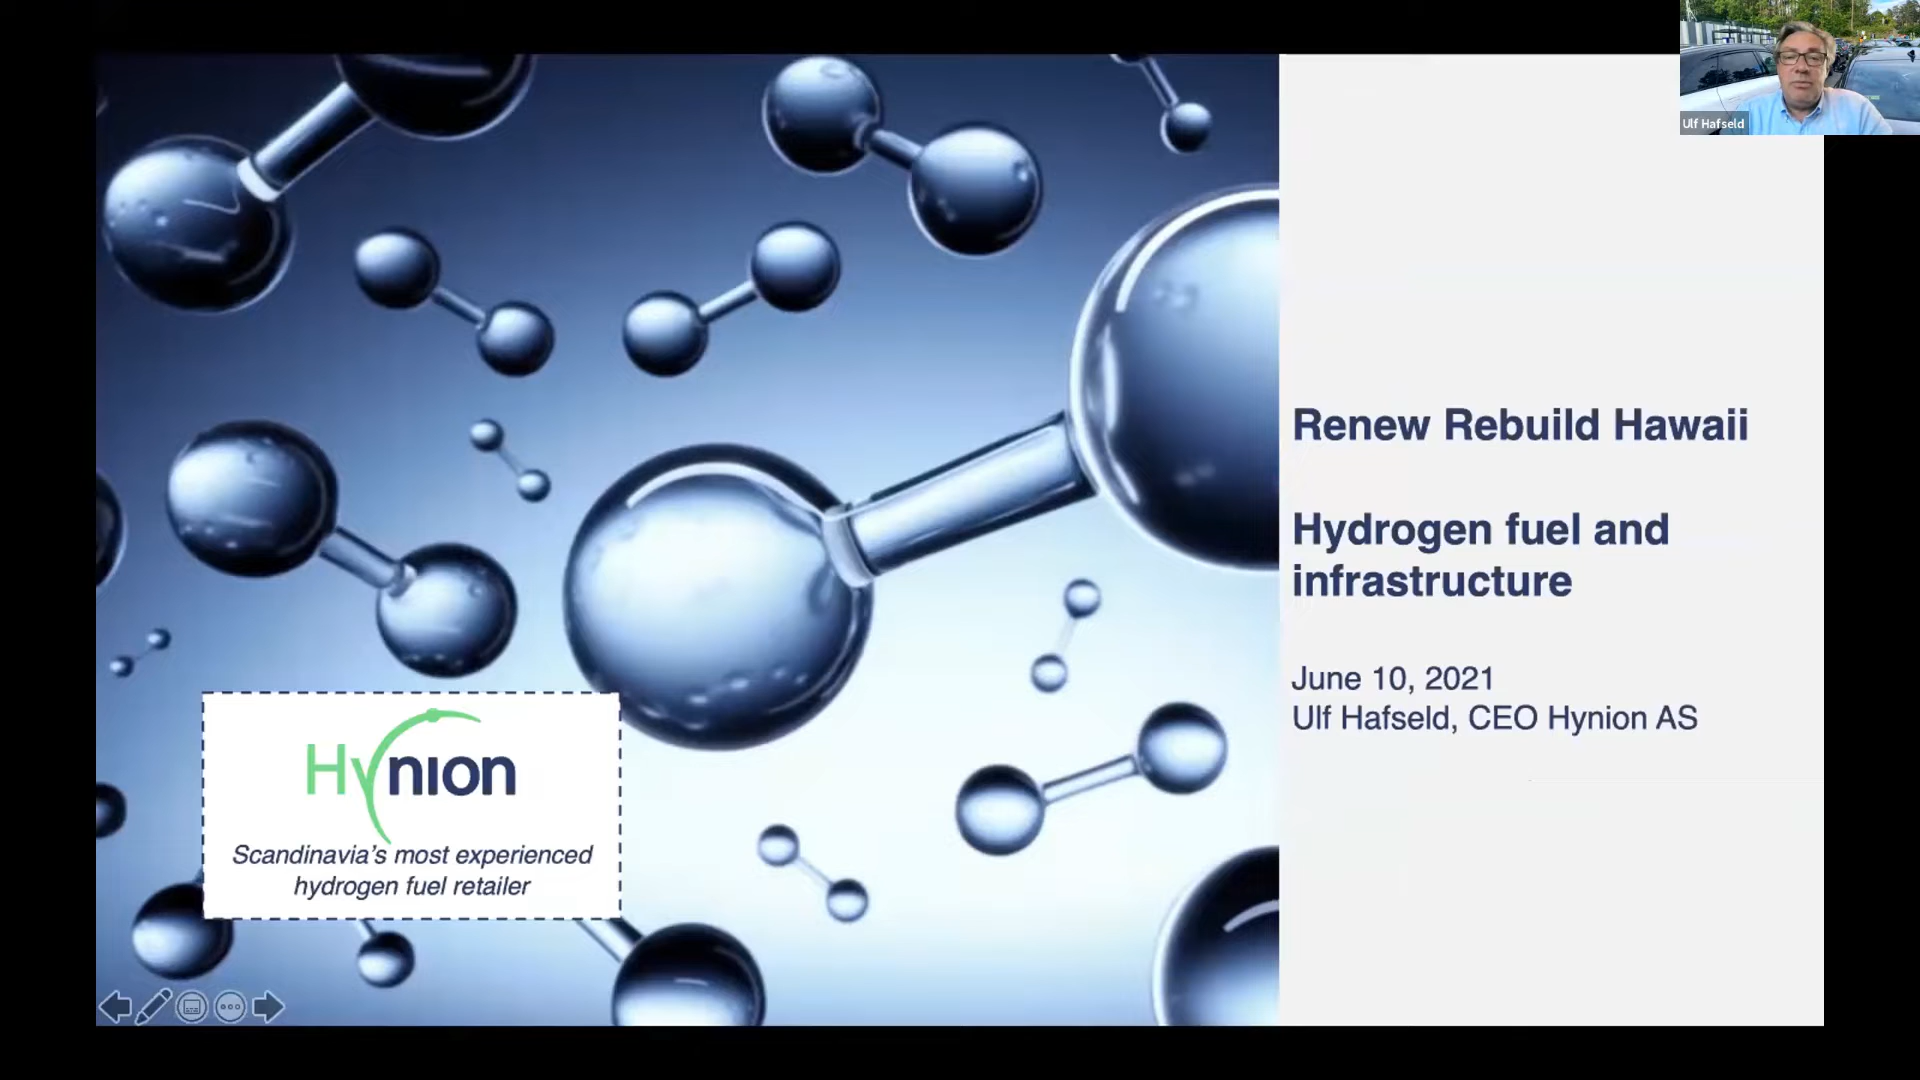 Ulf Hafseld
Renew Rebuild Hawaii
Hydrogen fuel and
infrastructure
June 10, 2021
Ulf Hafseld, CEO Hynion AS
Hynion
Scandinavia's most experienced
hydrogen fuel retailer